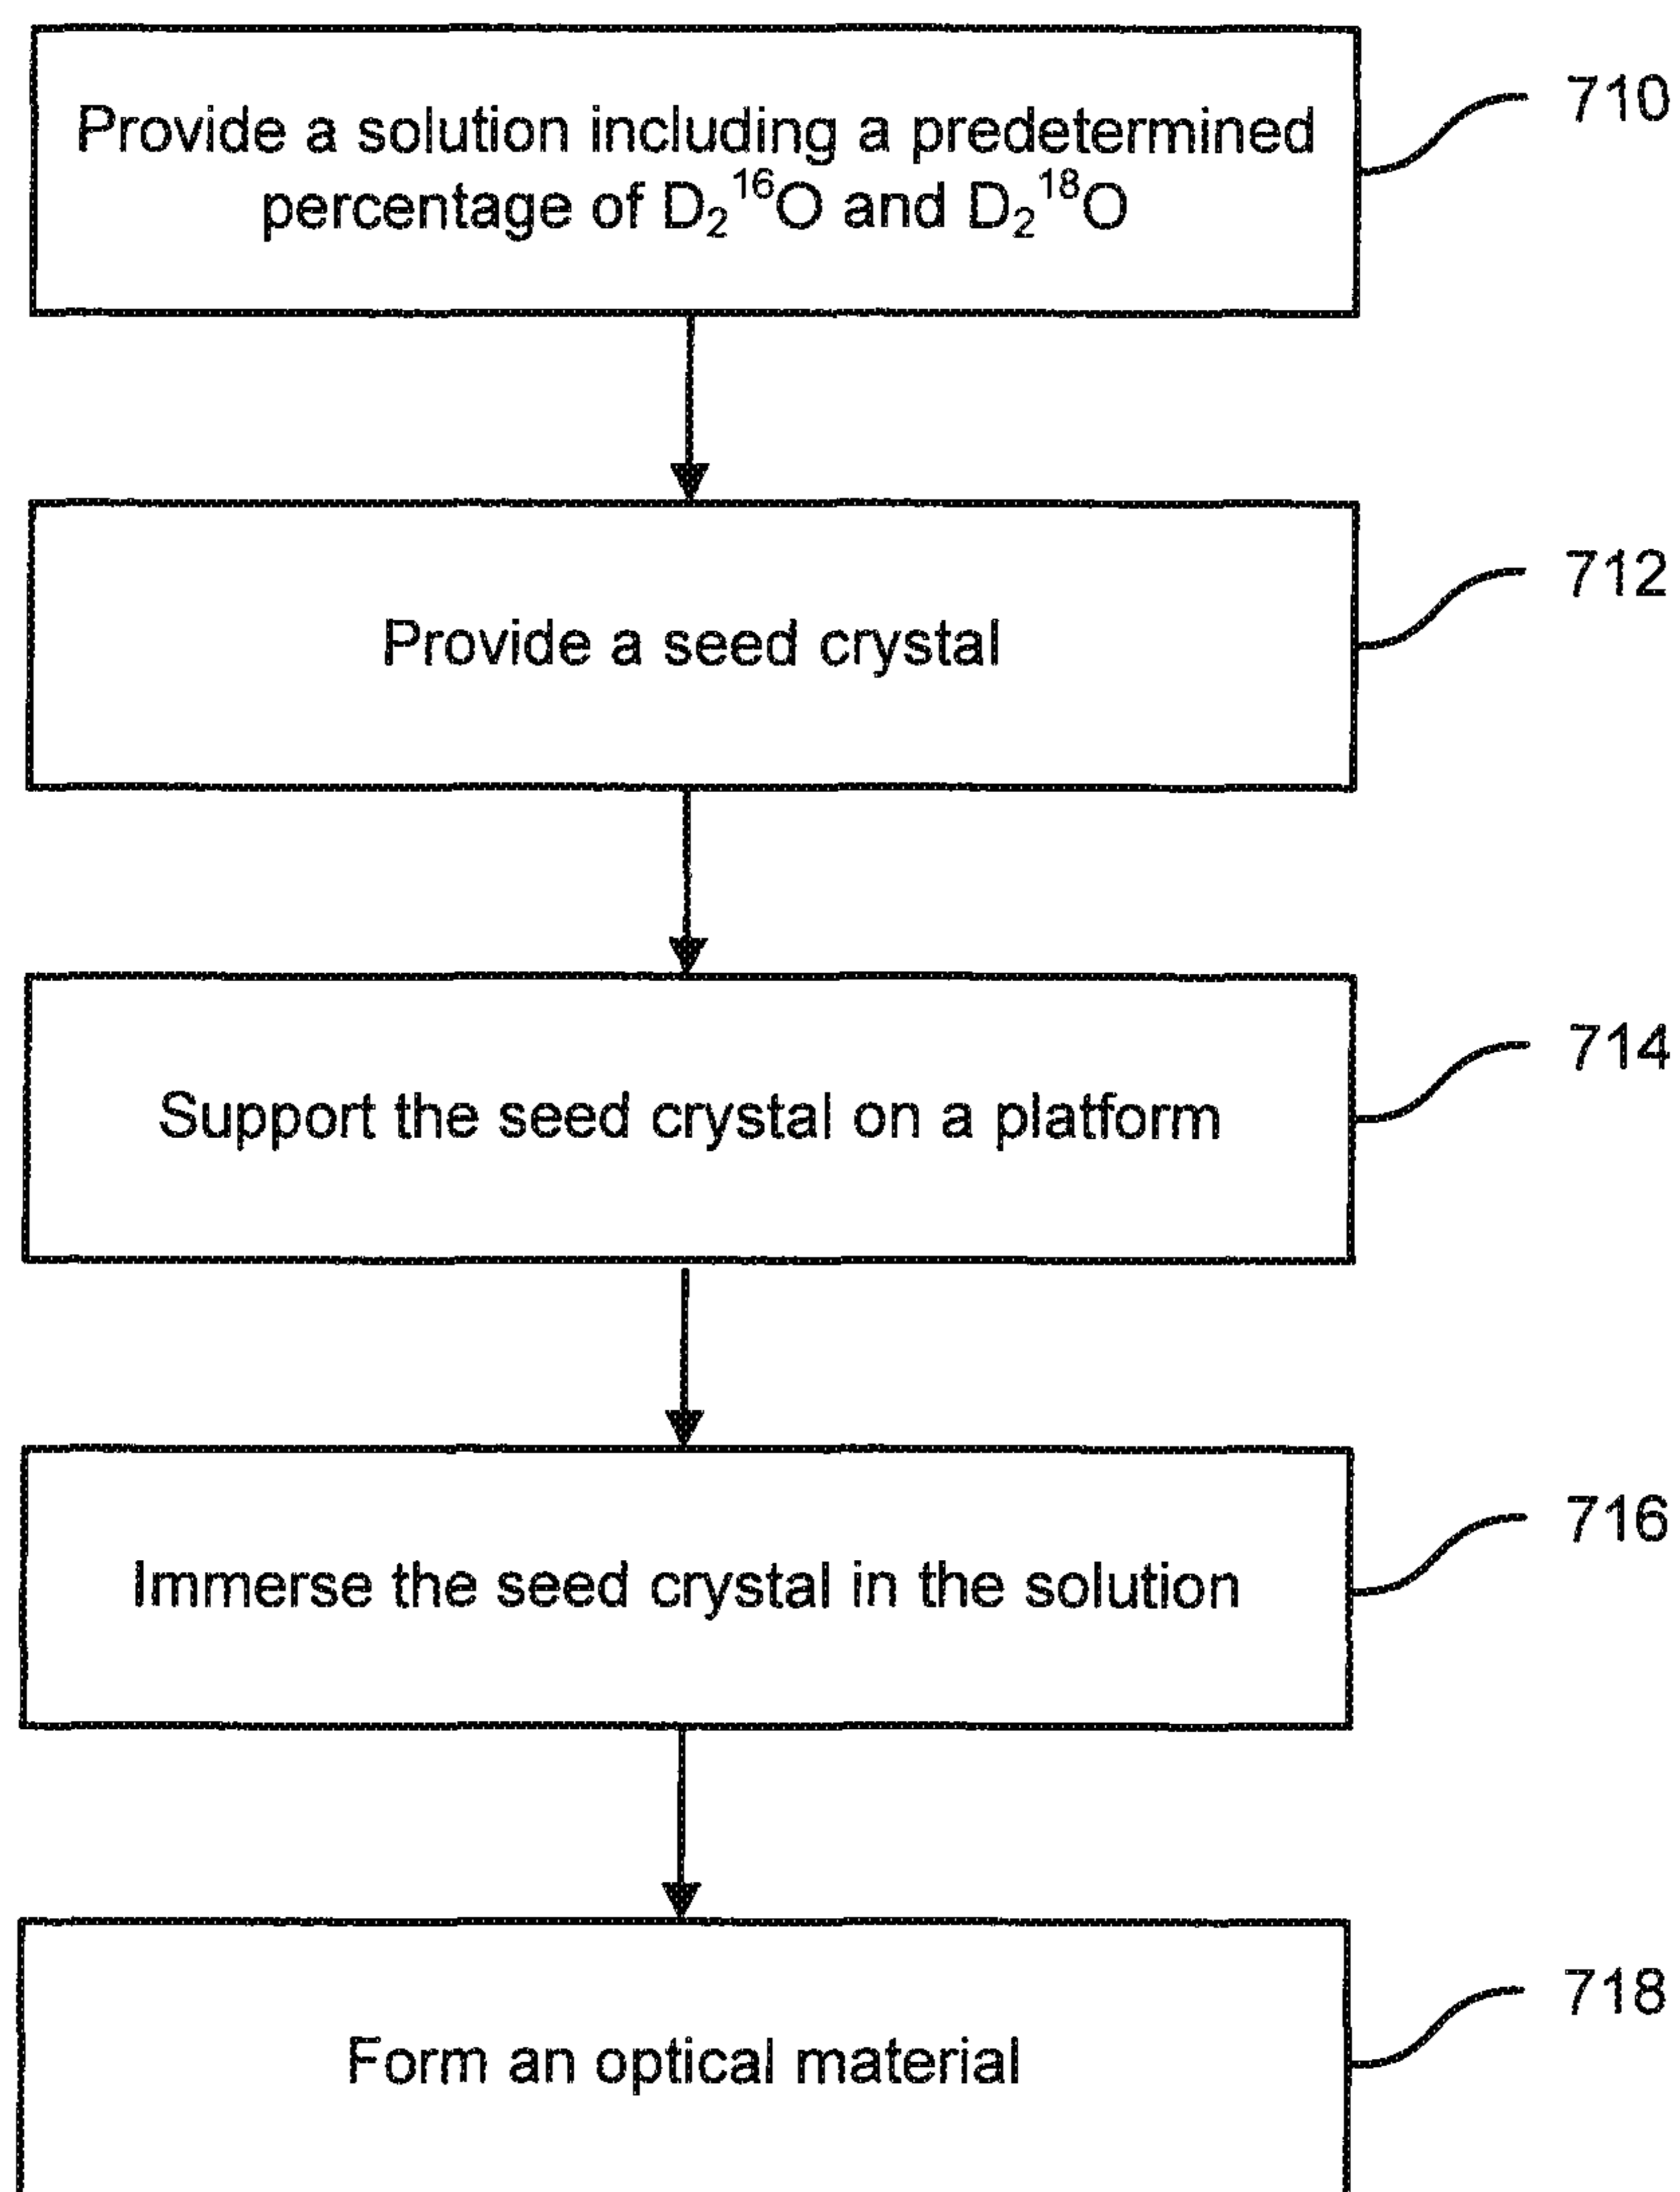 Provide a solution including a predetermined
percentage of D₂¹⁶O and D₂¹⁸O
710
Provide a seed crystal
712
Support the seed crystal on a platform
714
Immerse the seed crystal in the solution
716
Form an optical material
718